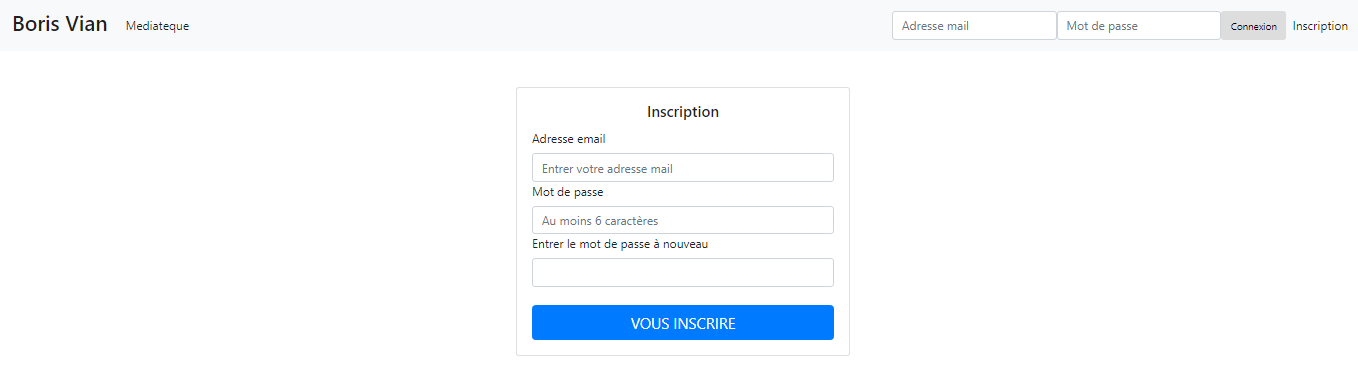 Boris Vian Mediateque Adresse mail Mot de passe Connexion Inscription
Inscription
Adresse email
Entrer votre adresse mail
Mot de passe
Au moins 6 caractères
Entrer le mot de passe à nouveau
VOUS INSCRIRE